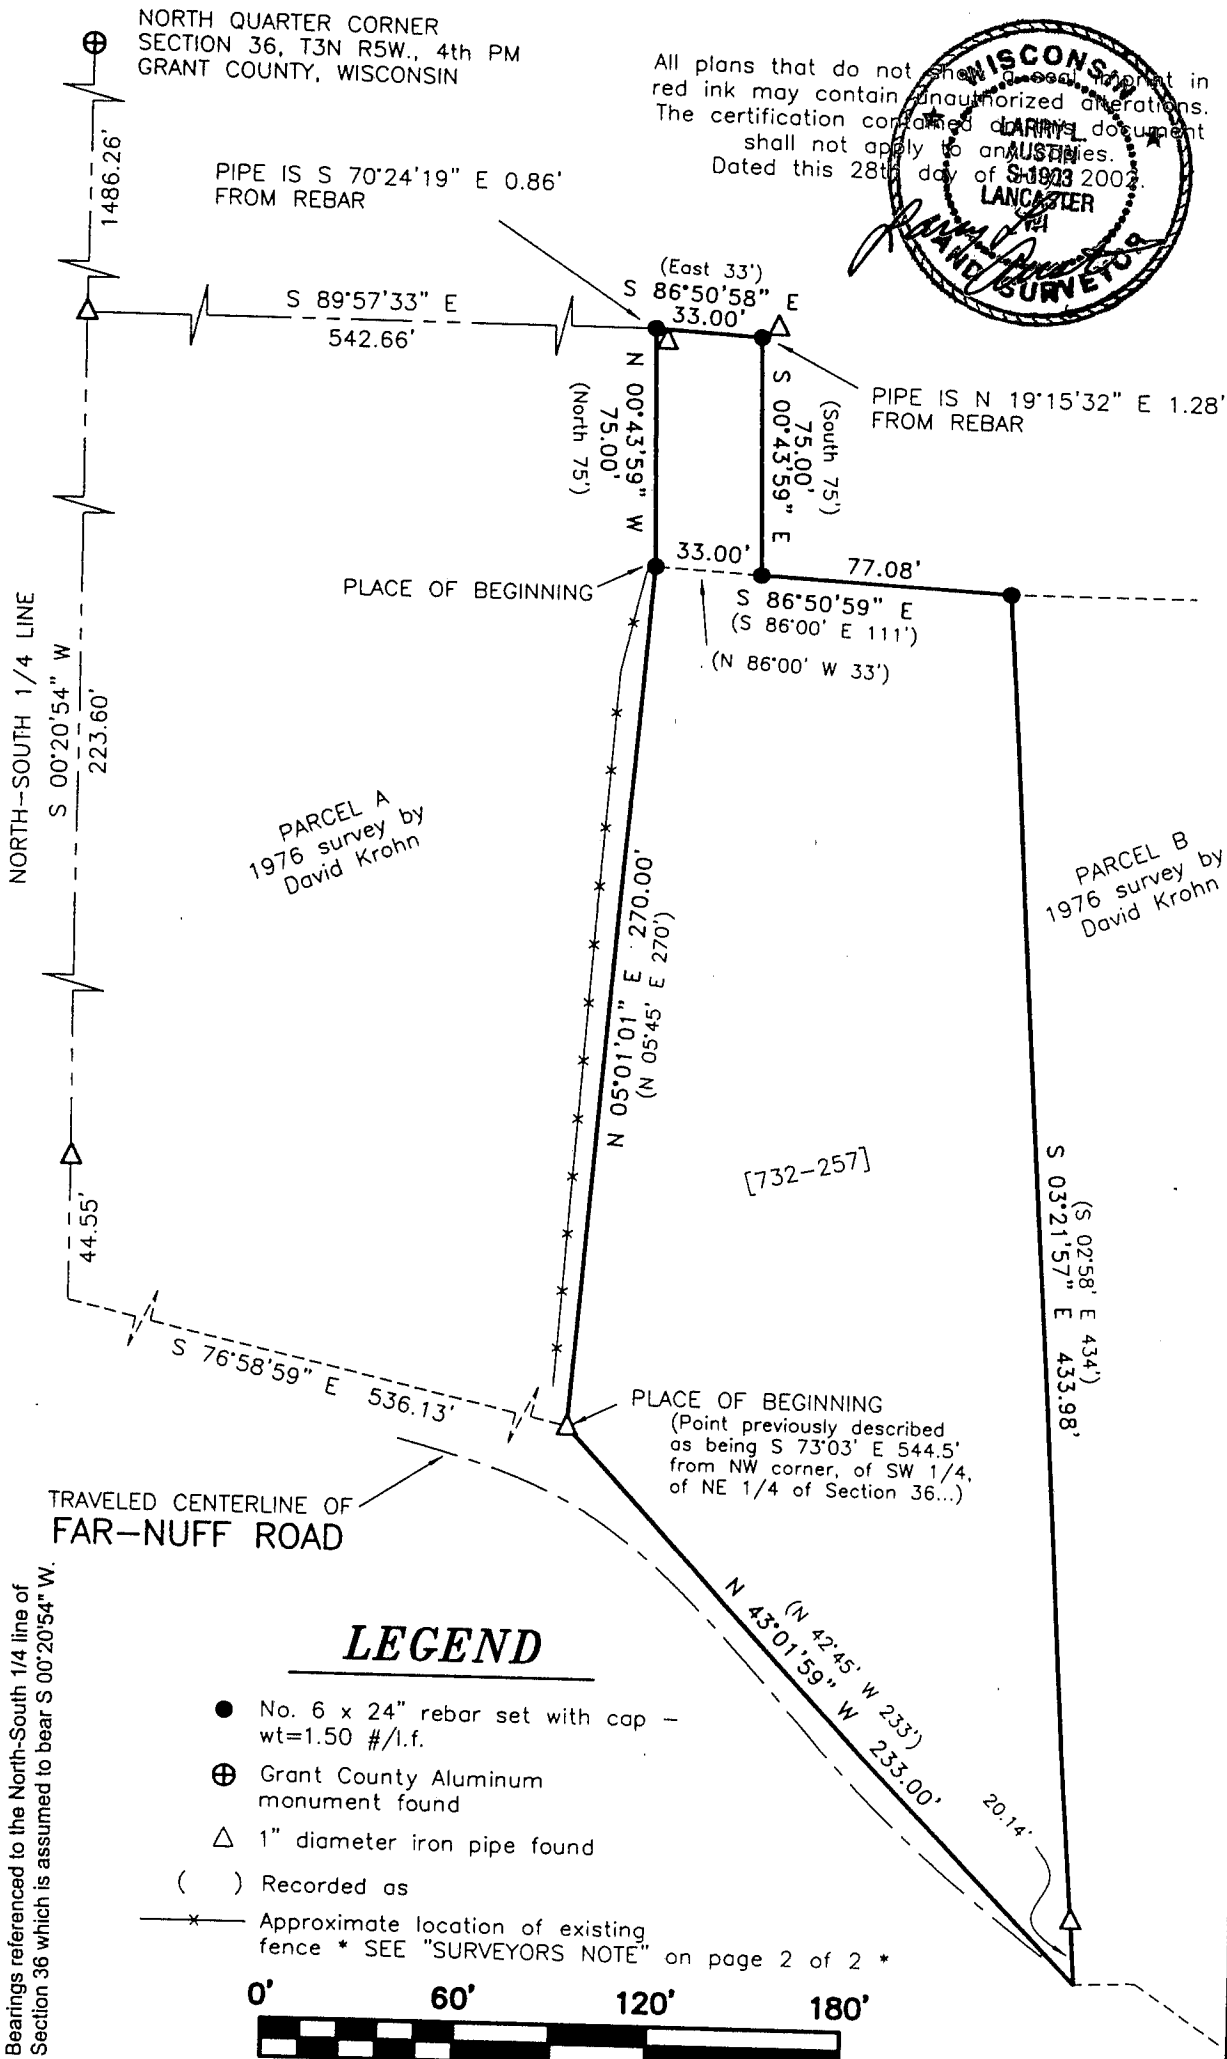 NORTH QUARTER CORNER
SECTION 36, T3N R5W., 4th PM
GRANT COUNTY, WISCONSIN
All plans that do not show a seal imprint in
red ink may contain unauthorized alterations.
The certification contained on this document
shall not apply to any copies.
Dated this 28th day of 2002.
WISCONSIN
LARRY L.
AUSTIN
S-1903
LANCASTER
WI
LAND SURVEYOR
1486.26'
PIPE IS S 70°24'19" E 0.86'
FROM REBAR
(East 33')
S 86°50'58" E
33.00'
S 89°57'33" E
542.66'
N 00°43'59" W
75.00'
(North 75')
(South 75')
75.00'
S 00°43'59" E
PIPE IS N 19°15'32" E 1.28'
FROM REBAR
PLACE OF BEGINNING
33.00'
77.08'
S 86°50'59" E
(S 86°00' E 111')
(N 86°00' W 33')
NORTH-SOUTH 1/4 LINE
S 00°20'54" W
223.60'
PARCEL A
1976 survey by
David Krohn
PARCEL B
1976 survey by
David Krohn
N 05°01'01" E 270.00'
(N 05°45' E 270')
[732-257]
(S 02°58' E 434')
S 03°21'57" E 433.98'
44.55'
S 76°58'59" E 536.13'
PLACE OF BEGINNING
(Point previously described
as being S 73°03' E 544.5'
from NW corner, of SW 1/4,
of NE 1/4 of Section 36...)
TRAVELED CENTERLINE OF
FAR-NUFF ROAD
(N 42°45' W 233')
N 43°01'59" W 233.00'
20.14'
Bearings referenced to the North-South 1/4 line of
Section 36 which is assumed to bear S 00°20'54" W.
LEGEND
No. 6 x 24" rebar set with cap -
wt=1.50 #/l.f.
Grant County Aluminum
monument found
1" diameter iron pipe found
( ) Recorded as
Approximate location of existing
fence * SEE "SURVEYORS NOTE" on page 2 of 2 *
0' 60' 120' 180'